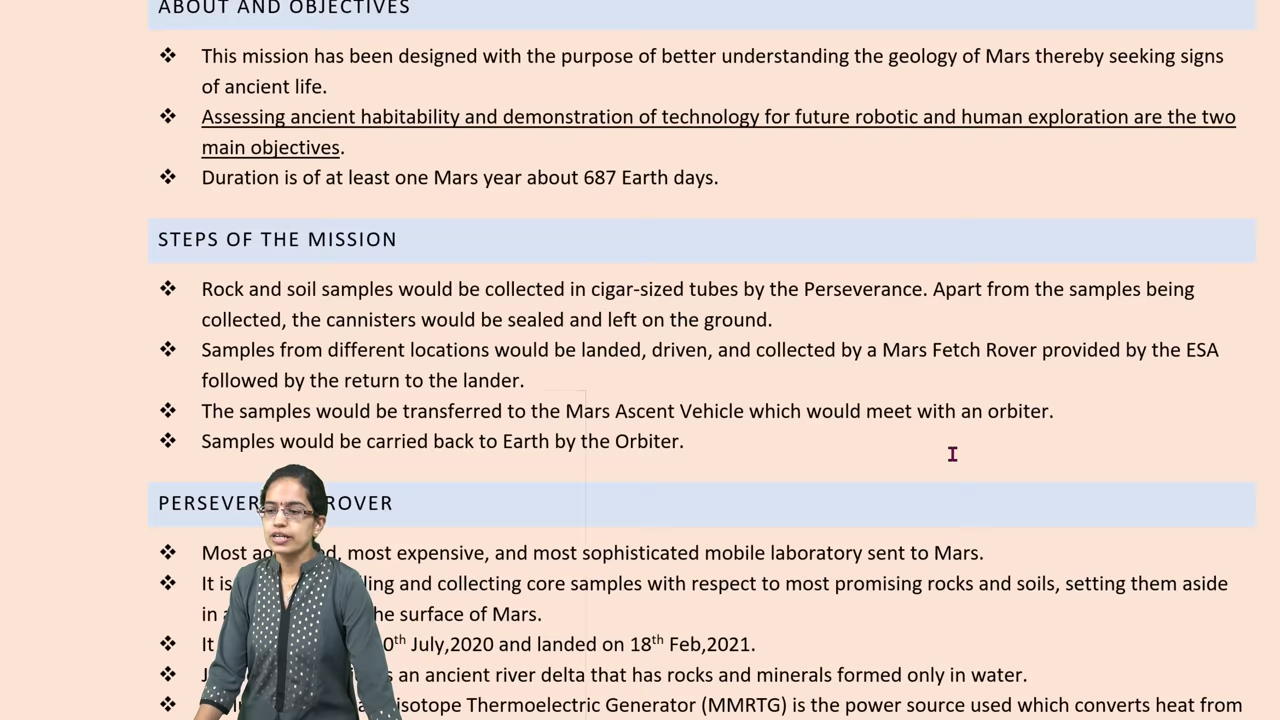 ABOUT AND OBJECTIVES
❖ This mission has been designed with the purpose of better understanding the geology of Mars thereby seeking signs
of ancient life.
❖ Assessing ancient habitability and demonstration of technology for future robotic and human exploration are the two
main objectives.
❖ Duration is of at least one Mars year about 687 Earth days.
STEPS OF THE MISSION
❖ Rock and soil samples would be collected in cigar-sized tubes by the Perseverance. Apart from the samples being
collected, the cannisters would be sealed and left on the ground.
❖ Samples from different locations would be landed, driven, and collected by a Mars Fetch Rover provided by the ESA
followed by the return to the lander.
❖ The samples would be transferred to the Mars Ascent Vehicle which would meet with an orbiter.
❖ Samples would be carried back to Earth by the Orbiter.
ROVER
❖ Most most expensive, and most sophisticated mobile laboratory sent to Mars.
❖ It is and collecting core samples with respect to most promising rocks and soils, setting them aside
in the surface of Mars.
❖ It July,2020 and landed on 18th Feb,2021.
❖ an ancient river delta that has rocks and minerals formed only in water.
❖ Thermoelectric Generator (MMRTG) is the power source used which converts heat from